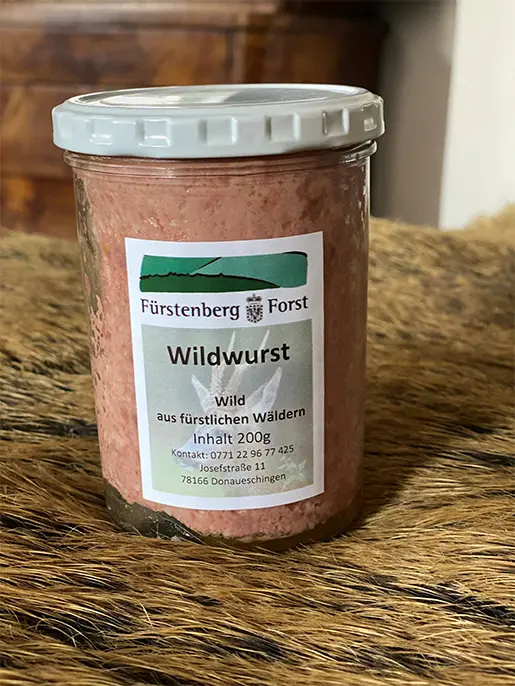 Fürstenberg Forst
Wildwurst
Wild
aus fürstlichen Wäldern
Inhalt 200g
Kontakt: 0771 22 96 77 425
Josefstraße 11
78166 Donaueschingen